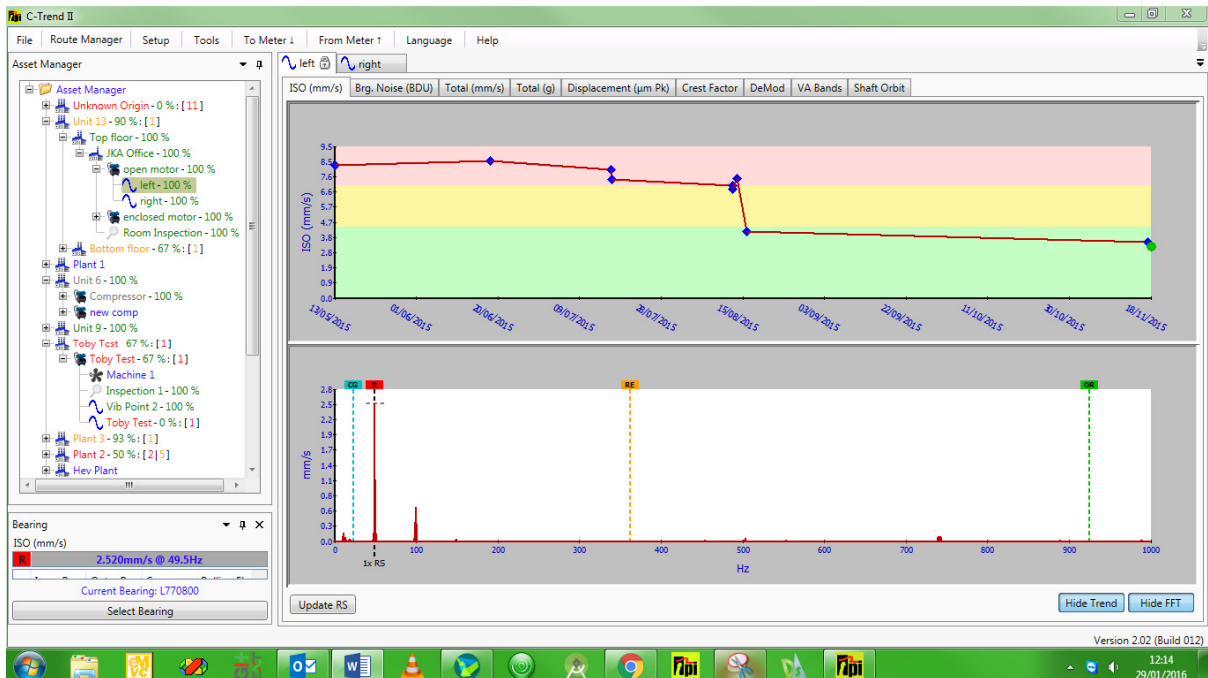 C-Trend II
File Route Manager Setup Tools To Meter ↓ From Meter ↑ Language Help
Asset Manager
Asset Manager
Unknown Origin - 0 % : [11]
Unit 13 - 90 % : [1]
Top floor - 100 %
JKA Office - 100 %
open motor - 100 %
left - 100 %
right - 100 %
enclosed motor - 100 %
Room Inspection - 100 %
Bottom floor - 67 % : [1]
Plant 1
Unit 6 - 100 %
Compressor - 100 %
new comp
Unit 9 - 100 %
Toby Test 67 % : [1]
Toby Test - 67 % : [1]
Machine 1
Inspection 1 - 100 %
Vib Point 2 - 100 %
Toby Test - 0 % : [1]
Plant 3 - 93 % : [1]
Plant 2 - 50 % : [2|5]
Hev Plant
Bearing
ISO (mm/s)
R 2.520mm/s @ 49.5Hz
Current Bearing: L770800
Select Bearing
left right
ISO (mm/s) Brg. Noise (BDU) Total (mm/s) Total (g) Displacement (µm Pk) Crest Factor DeMod VA Bands Shaft Orbit
ISO (mm/s)
9.5
8.5
7.6
6.6
5.7
4.7
3.8
2.8
1.9
0.9
0.0
13/05/2015 01/06/2015 20/06/2015 09/07/2015 28/07/2015 15/08/2015 03/09/2015 22/09/2015 11/10/2015 30/10/2015 18/11/2015
CG R RE OR
mm/s
2.8
2.5
2.2
1.9
1.7
1.4
1.1
0.8
0.6
0.3
0.0
0 100 200 300 400 500 600 700 800 900 1000
1x RS
Hz
Update RS Hide Trend Hide FFT
Version 2.02 (Build 012)
12:14
29/01/2016